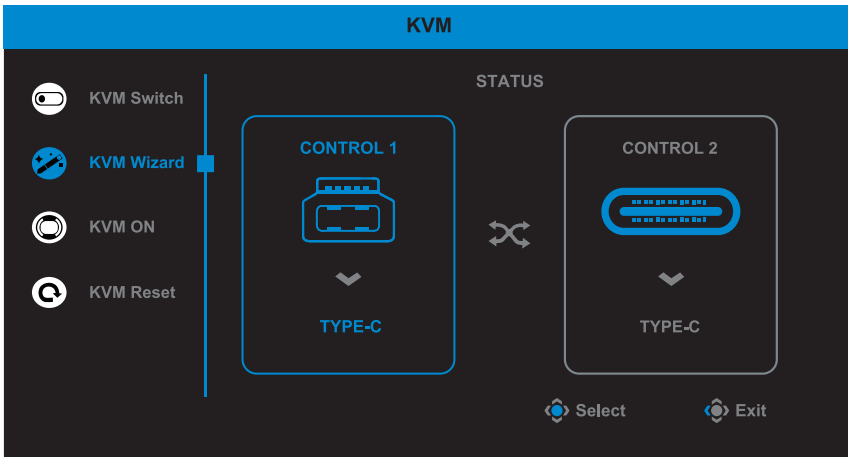 KVM
KVM Switch
KVM Wizard
KVM ON
KVM Reset
STATUS
CONTROL 1
TYPE-C
CONTROL 2
TYPE-C
Select
Exit